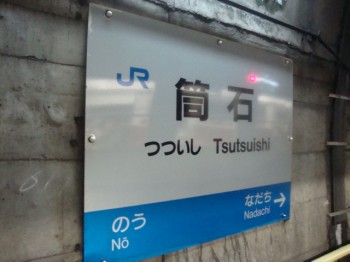 JR
筒石
つついし Tsutsuishi
のう
Nō
なだち
Nadachi →